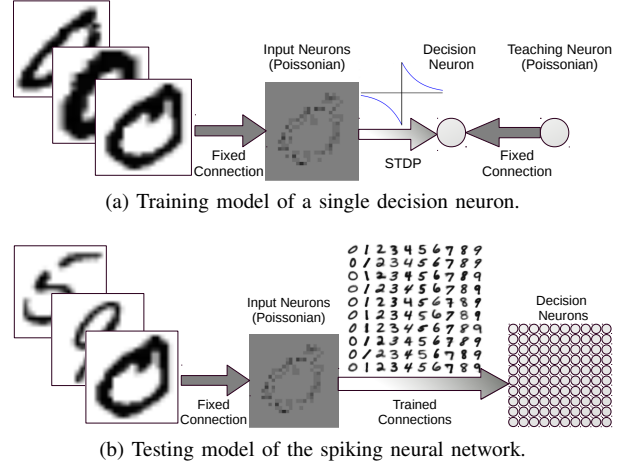 Input Neurons
(Poissonian)
Decision
Neuron
Teaching Neuron
(Poissonian)
Fixed
Connection
STDP
Fixed
Connection
(a) Training model of a single decision neuron.
0 1 2 3 4 5 6 7 8 9
0 1 2 3 4 5 6 7 8 9
0 1 2 3 4 5 6 7 8 9
0 1 2 3 4 5 6 7 8 9
0 1 2 3 4 5 6 7 8 9
0 1 2 3 4 5 6 7 8 9
0 1 2 3 4 5 6 7 8 9
0 1 2 3 4 5 6 7 8 9
0 1 2 3 4 5 6 7 8 9
0 1 2 3 4 5 6 7 8 9
Input Neurons
(Poissonian)
Decision
Neurons
Fixed
Connection
Trained
Connections
(b) Testing model of the spiking neural network.